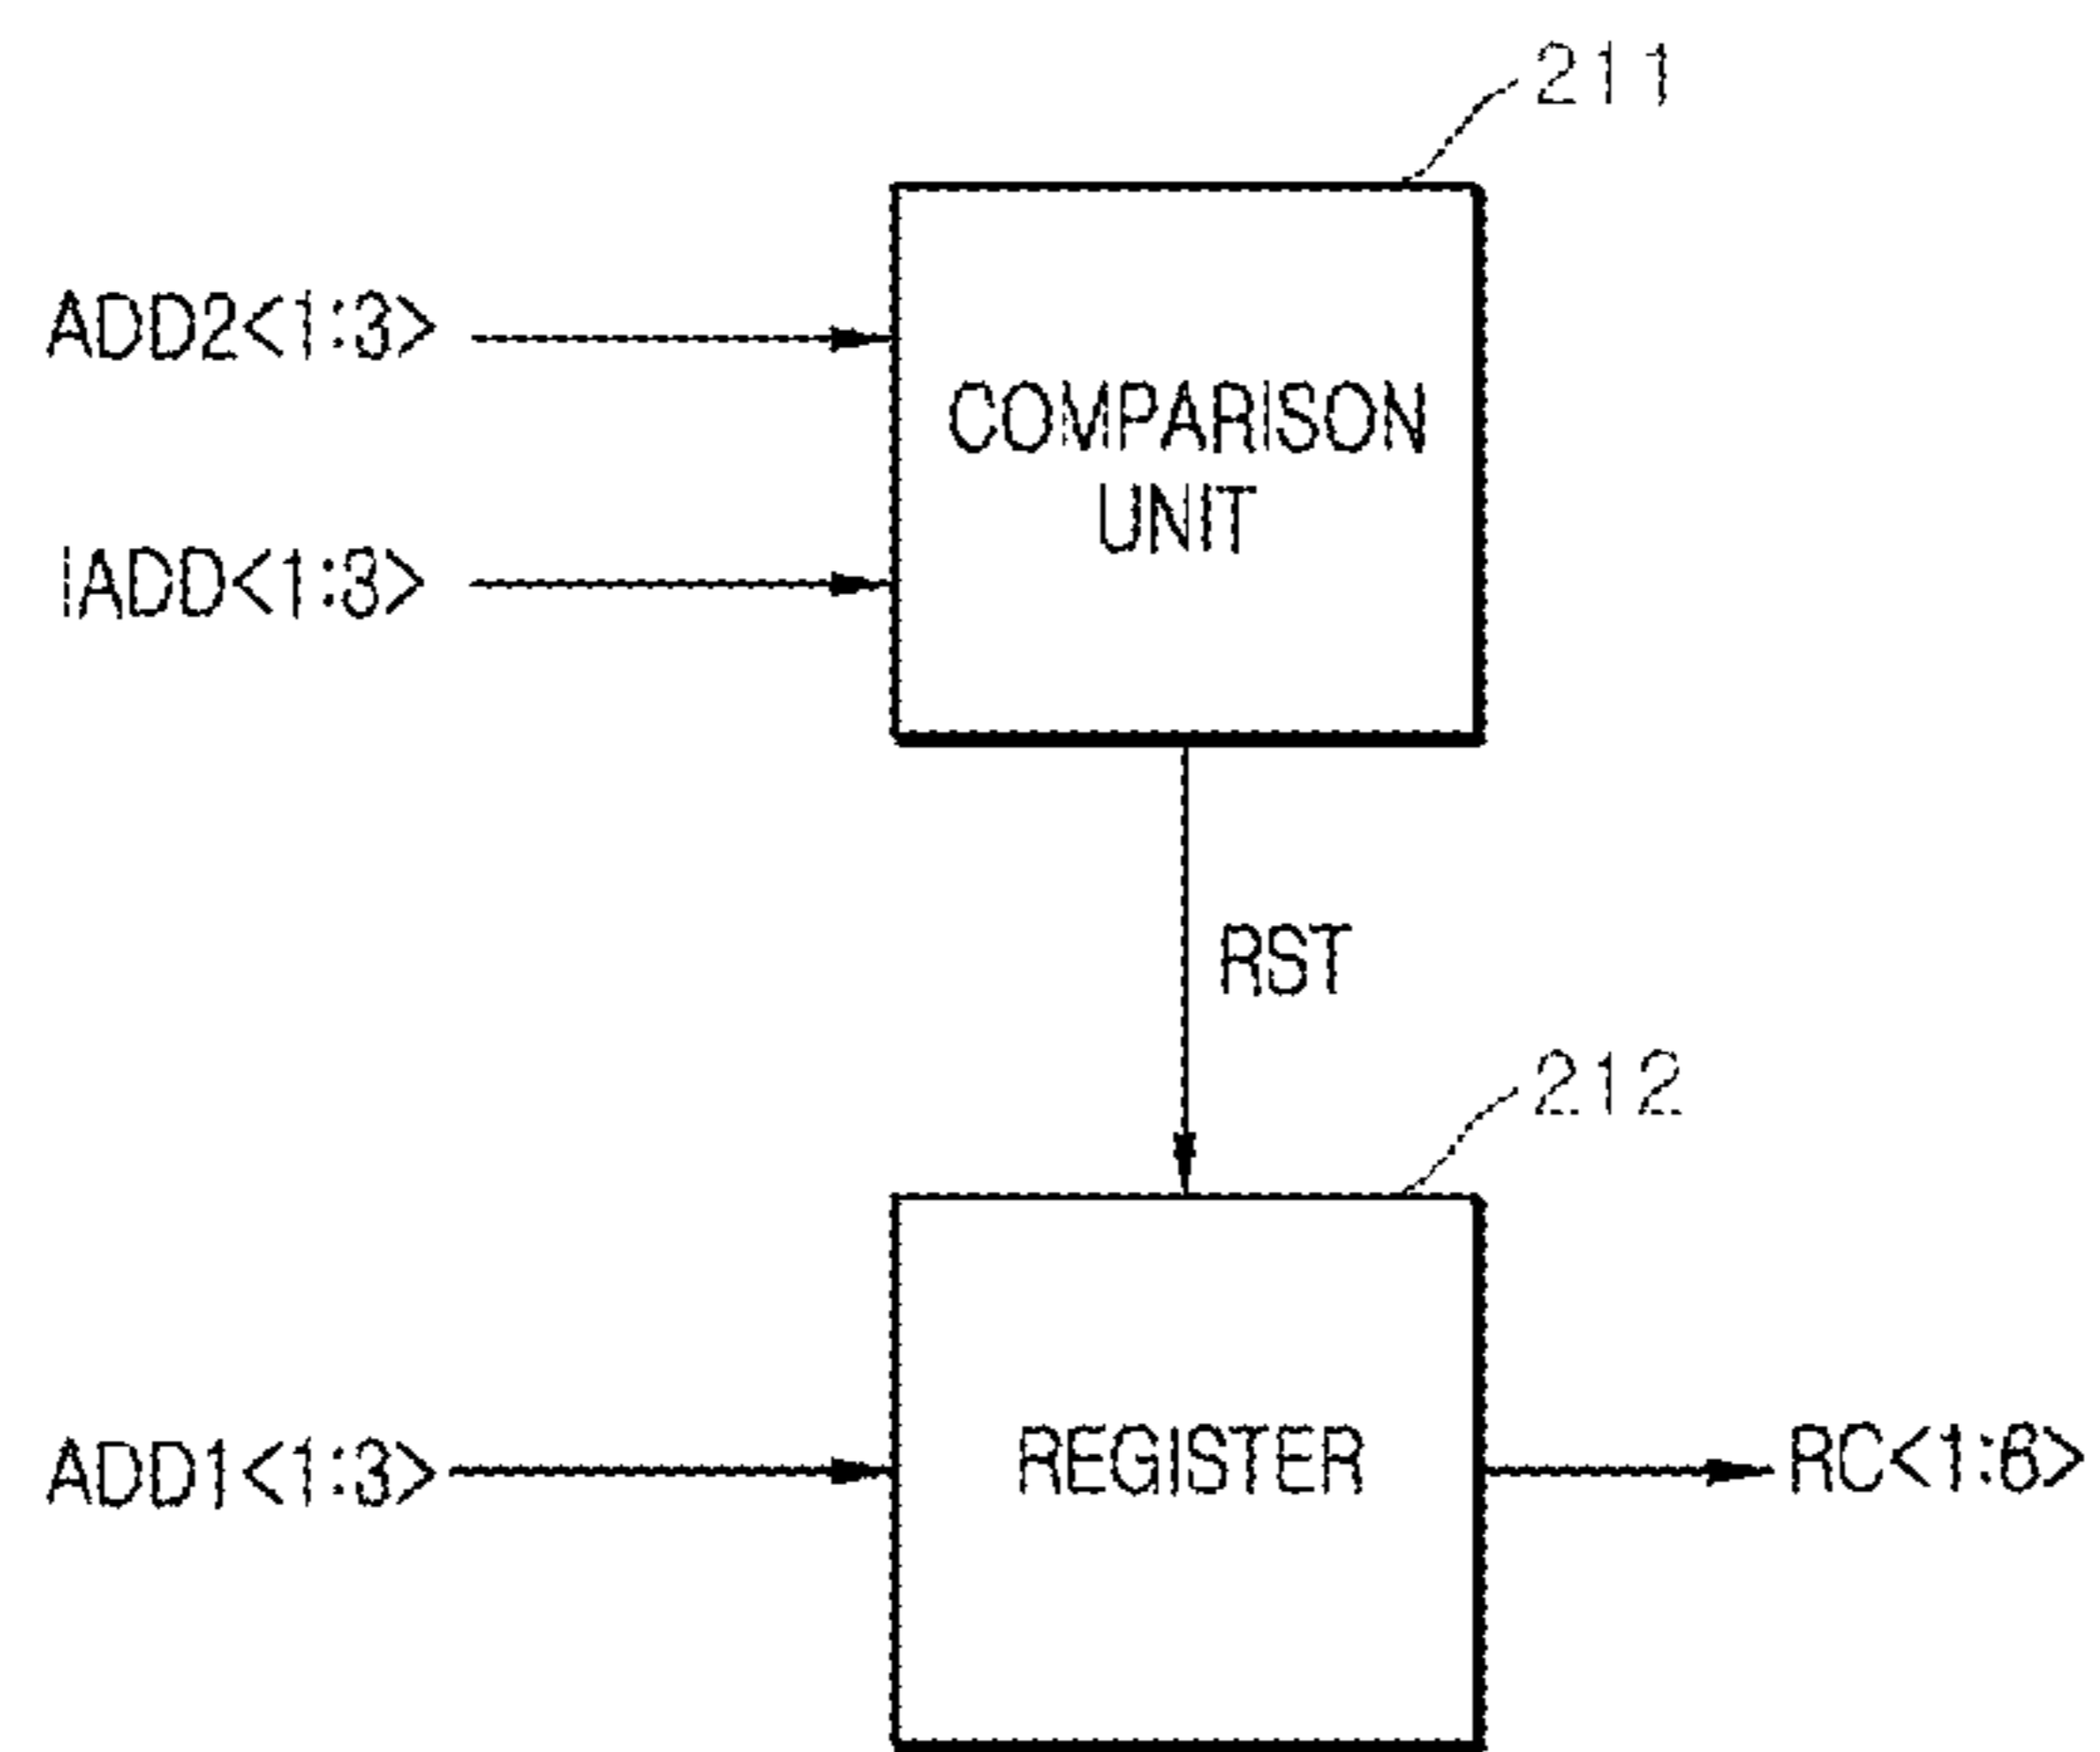 211
ADD2<1:3>
COMPARISON
UNIT
IADD<1:3>
RST
212
ADD1<1:3>
REGISTER
RC<1:6>